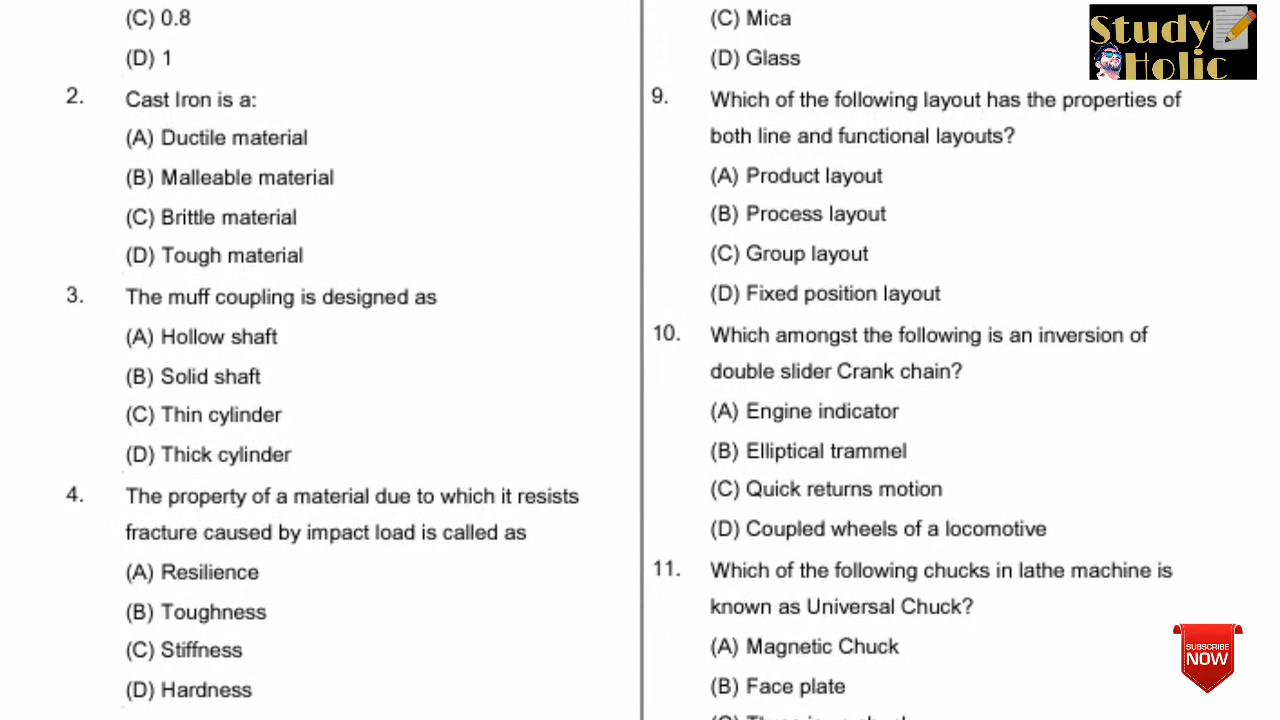 (C) 0.8
(D) 1
2. Cast Iron is a:
(A) Ductile material
(B) Malleable material
(C) Brittle material
(D) Tough material
3. The muff coupling is designed as
(A) Hollow shaft
(B) Solid shaft
(C) Thin cylinder
(D) Thick cylinder
4. The property of a material due to which it resists
fracture caused by impact load is called as
(A) Resilience
(B) Toughness
(C) Stiffness
(D) Hardness
(C) Mica
(D) Glass
9. Which of the following layout has the properties of
both line and functional layouts?
(A) Product layout
(B) Process layout
(C) Group layout
(D) Fixed position layout
10. Which amongst the following is an inversion of
double slider Crank chain?
(A) Engine indicator
(B) Elliptical trammel
(C) Quick returns motion
(D) Coupled wheels of a locomotive
11. Which of the following chucks in lathe machine is
known as Universal Chuck?
(A) Magnetic Chuck
(B) Face plate
Study
Holic
SUBSCRIBE
NOW